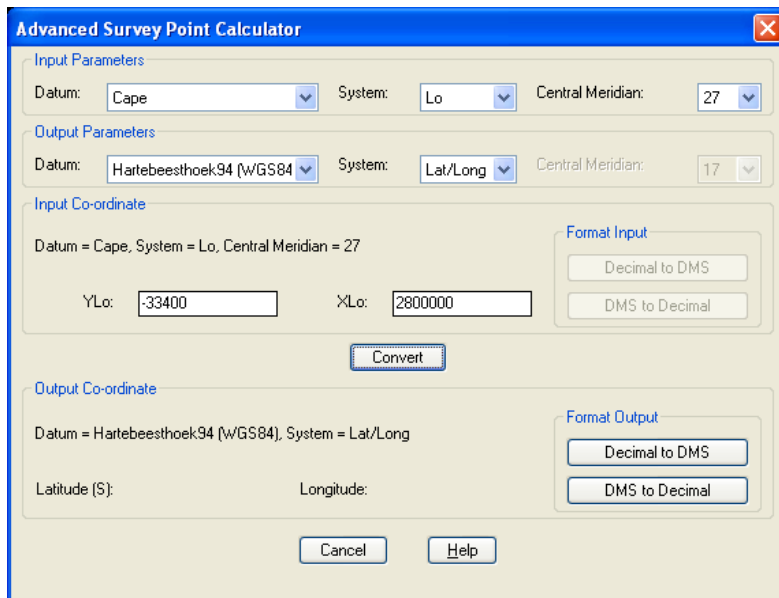 Advanced Survey Point Calculator
Input Parameters
Datum: Cape System: Lo Central Meridian: 27
Output Parameters
Datum: Hartebeesthoek94 (WGS84 System: Lat/Long Central Meridian: 17
Input Co-ordinate
Datum = Cape, System = Lo, Central Meridian = 27
Format Input
Decimal to DMS
YLo: -33400 XLo: 2800000
DMS to Decimal
Convert
Output Co-ordinate
Datum = Hartebeesthoek94 (WGS84), System = Lat/Long
Format Output
Decimal to DMS
Latitude (S): Longitude:
DMS to Decimal
Cancel Help